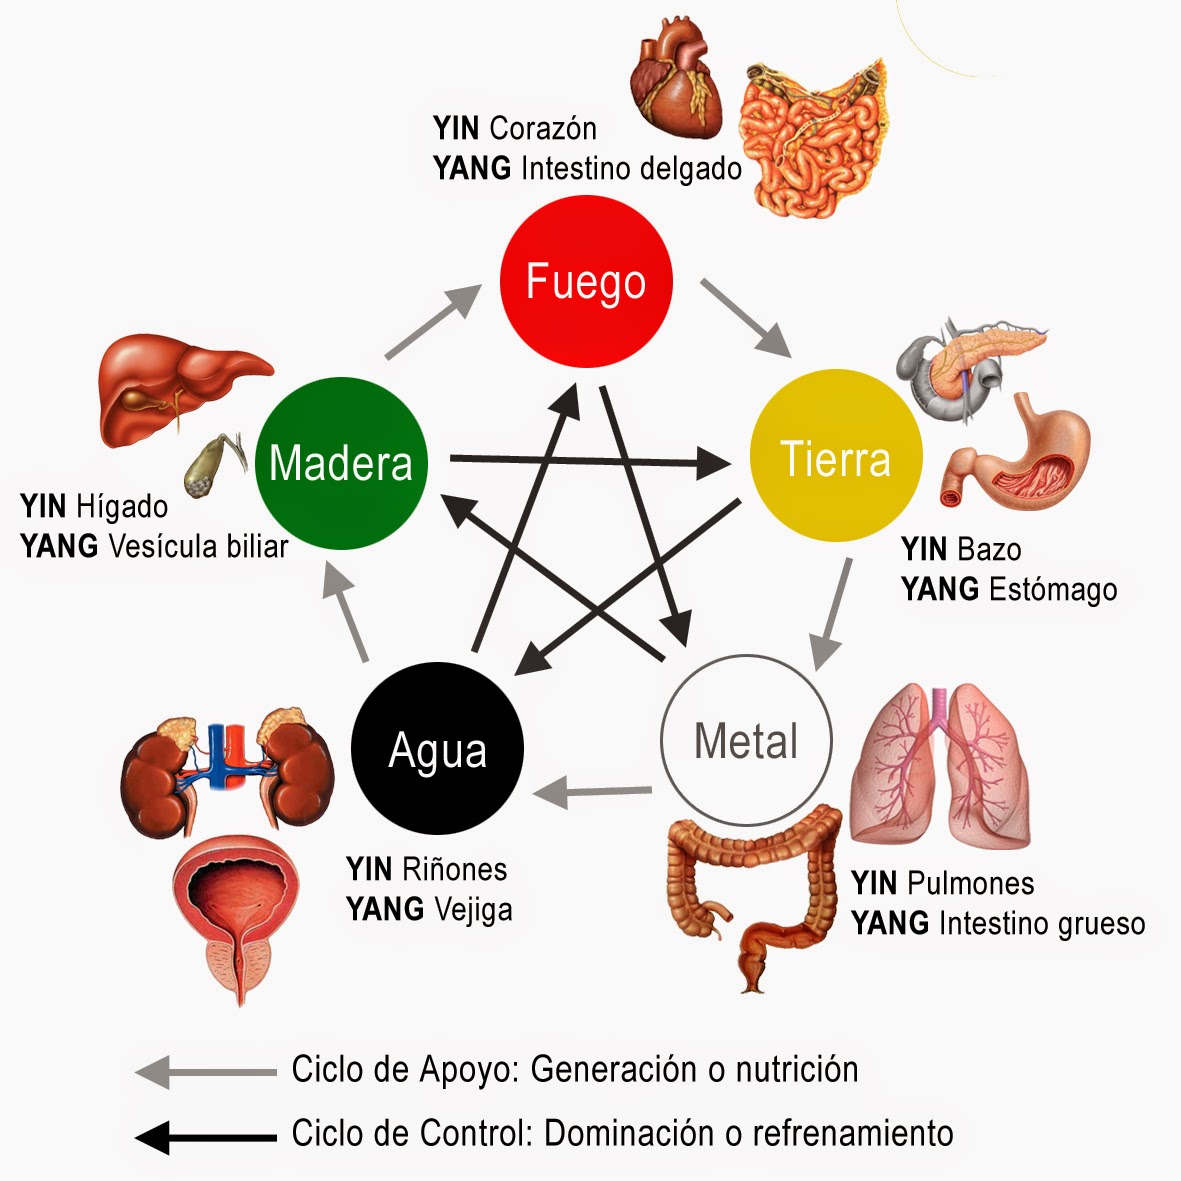 YIN Corazón
YANG Intestino delgado
Fuego
Madera
Tierra
YIN Hígado
YANG Vesícula biliar
YIN Bazo
YANG Estómago
Agua
Metal
YIN Riñones
YANG Vejiga
YIN Pulmones
YANG Intestino grueso
Ciclo de Apoyo: Generación o nutrición
Ciclo de Control: Dominación o refrenamiento